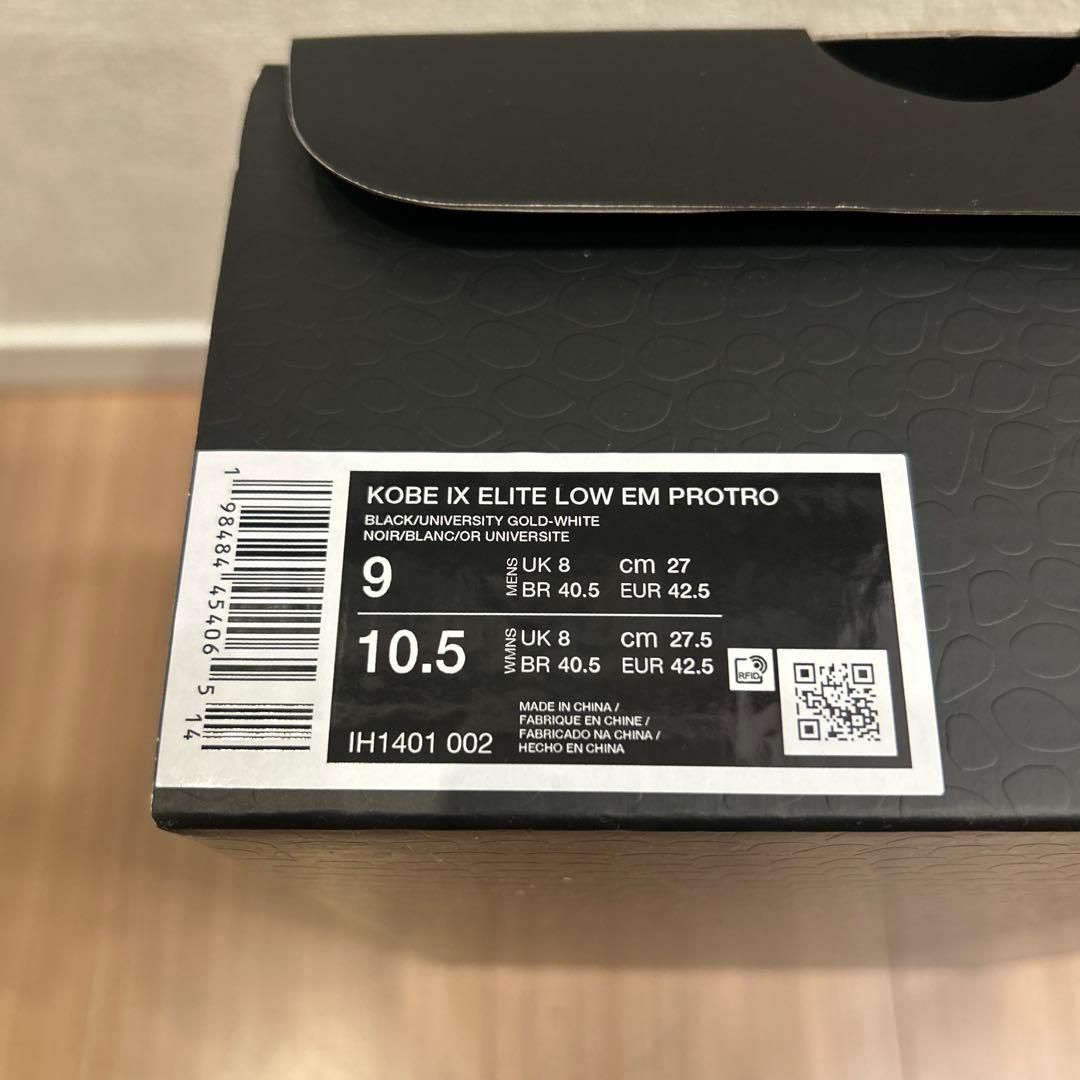 KOBE IX ELITE LOW EM PROTRO
BLACK/UNIVERSITY GOLD-WHITE
NOIR/BLANC/OR UNIVERSITE
9
MENS
UK 8 cm 27
BR 40.5 EUR 42.5
10.5
WMNS
UK 8 cm 27.5
BR 40.5 EUR 42.5
RFID
IH1401 002
MADE IN CHINA /
FABRIQUE EN CHINE /
FABRICADO NA CHINA /
HECHO EN CHINA
1 98484 45406 5 14